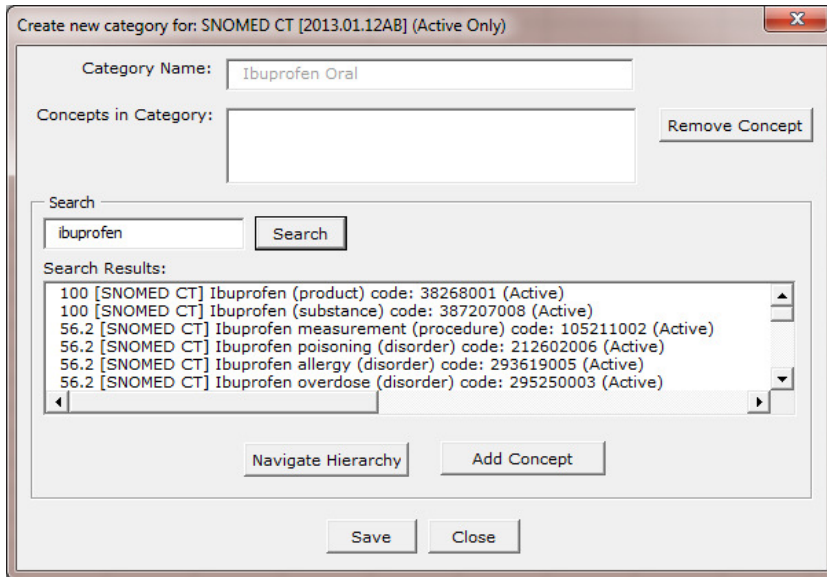 Create new category for: SNOMED CT [2013.01.12AB] (Active Only)
Category Name: Ibuprofen Oral
Concepts in Category:
Remove Concept
Search
ibuprofen Search
Search Results:
100 [SNOMED CT] Ibuprofen (product) code: 38268001 (Active)
100 [SNOMED CT] Ibuprofen (substance) code: 387207008 (Active)
56.2 [SNOMED CT] Ibuprofen measurement (procedure) code: 105211002 (Active)
56.2 [SNOMED CT] Ibuprofen poisoning (disorder) code: 212602006 (Active)
56.2 [SNOMED CT] Ibuprofen allergy (disorder) code: 293619005 (Active)
56.2 [SNOMED CT] Ibuprofen overdose (disorder) code: 295250003 (Active)
Navigate Hierarchy Add Concept
Save Close